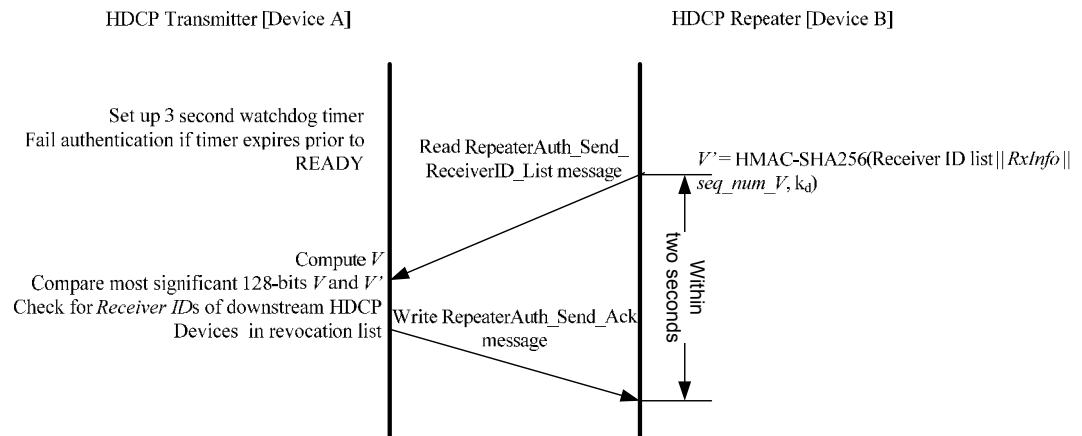 HDCP Transmitter [Device A]
HDCP Repeater [Device B]
Set up 3 second watchdog timer
Fail authentication if timer expires prior to
READY
Read RepeaterAuth_Send_
ReceiverID_List message
V’ = HMAC-SHA256(Receiver ID list || RxInfo ||
seq_num_V, kd)
Within
two seconds
Compute V
Compare most significant 128-bits V and V’
Check for Receiver IDs of downstream HDCP
Devices in revocation list
Write RepeaterAuth_Send_Ack
message